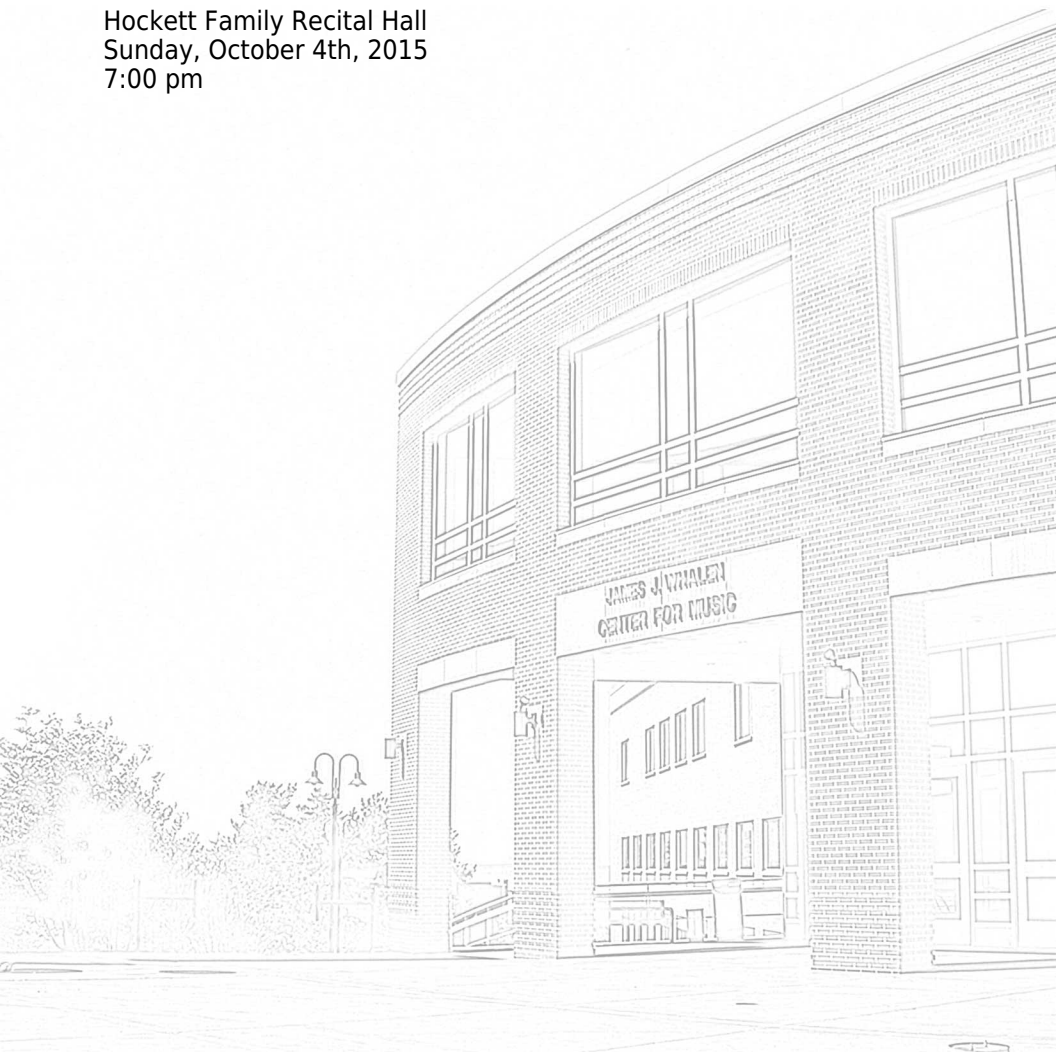 Hockett Family Recital Hall
Sunday, October 4th, 2015
7:00 pm
JAMES J. WHALEN
CENTER FOR MUSIC